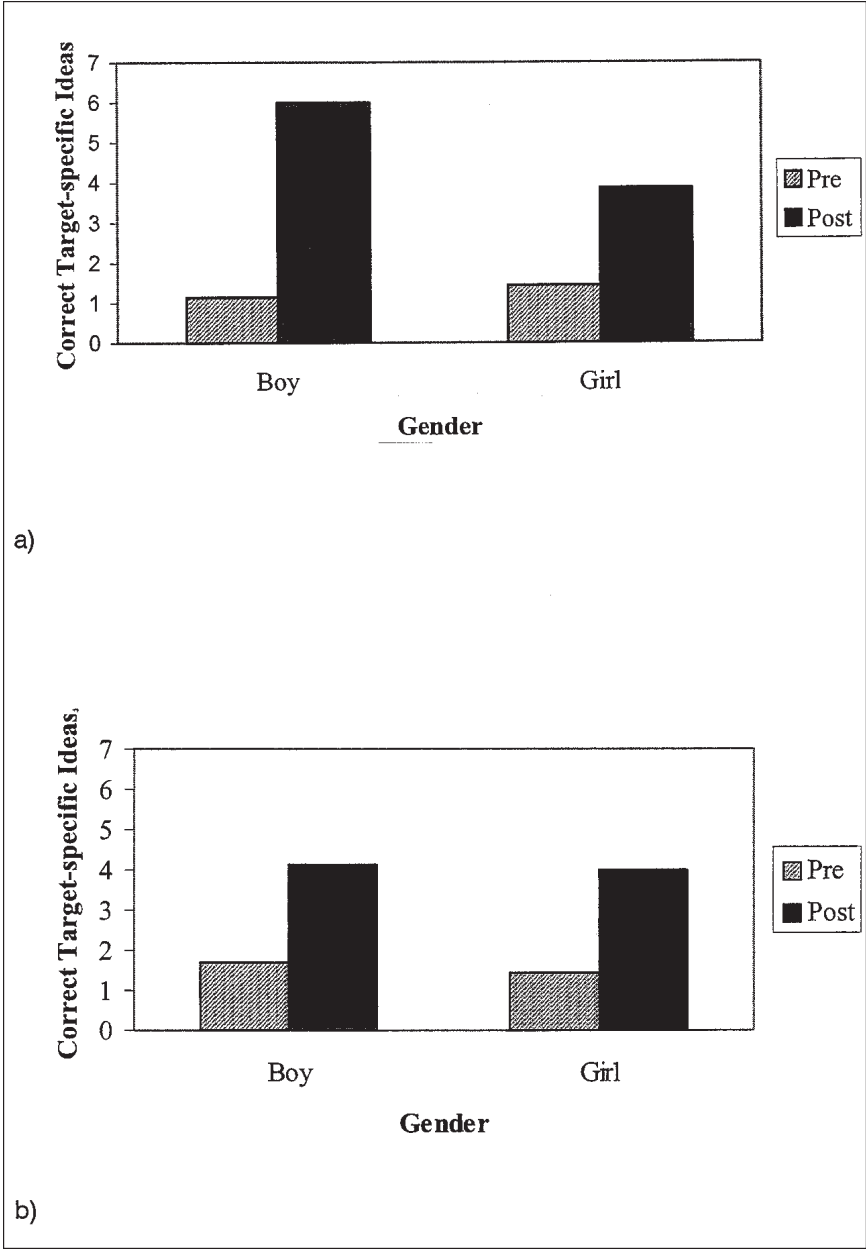 Correct Target-specific Ideas
7
6
5
4
3
2
1
0
Boy
Girl
Gender
Pre
Post
a)
Correct Target-specific Ideas,
7
6
5
4
3
2
1
0
Boy
Girl
Gender
Pre
Post
b)